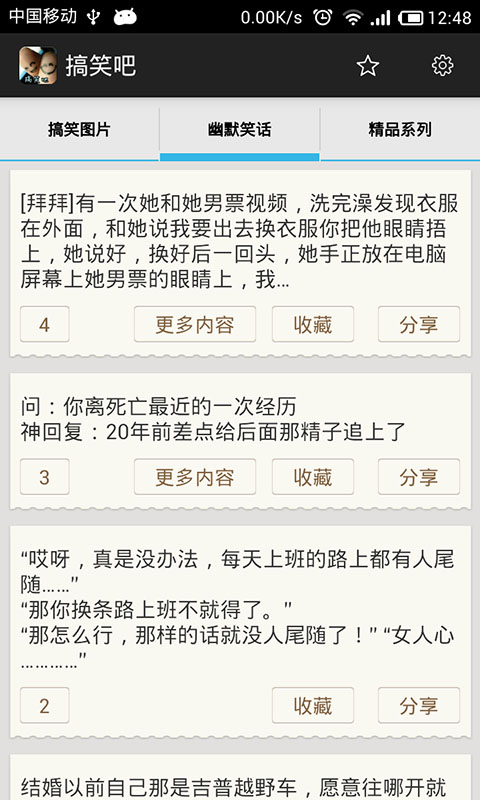 中国移动 0.00K/s 12:48
搞笑吧
搞笑图片 幽默笑话 精品系列
[拜拜]有一次她和她男票视频，洗完澡发现衣服
在外面，和她说我要出去换衣服你把他眼睛捂
上，她说好，换好后一回头，她手正放在电脑
屏幕上她男票的眼睛上，我...
4 更多内容 收藏 分享
问：你离死亡最近的一次经历
神回复：20年前差点给后面那精子追上了
3 更多内容 收藏 分享
“哎呀，真是没办法，每天上班的路上都有人尾
随……”
“那你换条路上班不就得了。”
“那怎么行，那样的话就没人尾随了！” “女人心
…………”
2 收藏 分享
结婚以前自己那是吉普越野车，愿意往哪开就